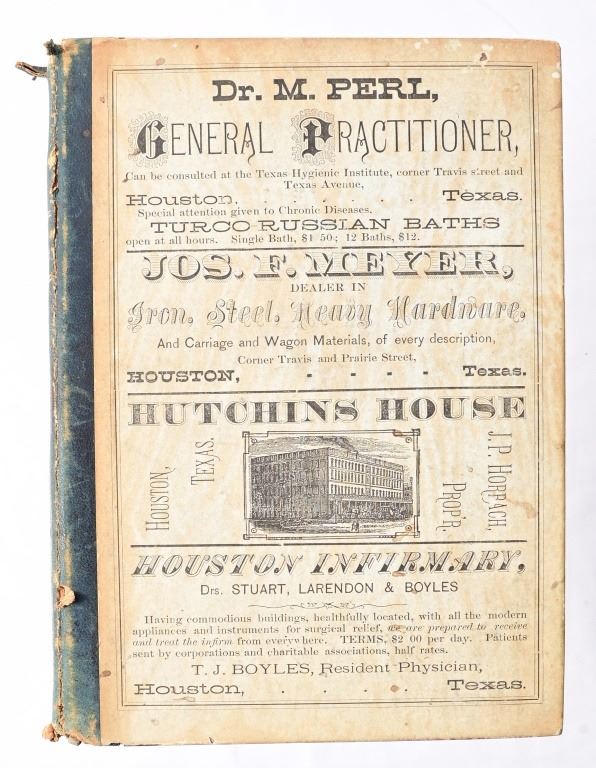 Dr. M. PERL,
GENERAL PRACTITIONER,
Can be consulted at the Texas Hygienic Institute, corner Travis street and
Texas Avenue,
Houston, . . . . . . Texas.
Special attention given to Chronic Diseases.
TURCO-RUSSIAN BATHS
open at all hours. Single Bath, $1 50; 12 Baths, $12.
JOS. F. MEYER,
DEALER IN
Iron, Steel, Heavy Hardware,
And Carriage and Wagon Materials, of every description,
Corner Travis and Prairie Street,
HOUSTON, - - - - Texas.
HUTCHINS HOUSE
HOUSTON,
TEXAS.
J.P. HORBACH,
PROP'R.
HOUSTON INFIRMARY,
Drs. STUART, LARENDON & BOYLES
Having commodious buildings, healthfully located, with all the modern
appliances and instruments for surgical relief, we are prepared to receive
and treat the infirm from everywhere. TERMS, $2 00 per day. Patients
sent by corporations and charitable associations, half rates.
T. J. BOYLES, Resident Physician,
Houston, . . . . Texas.